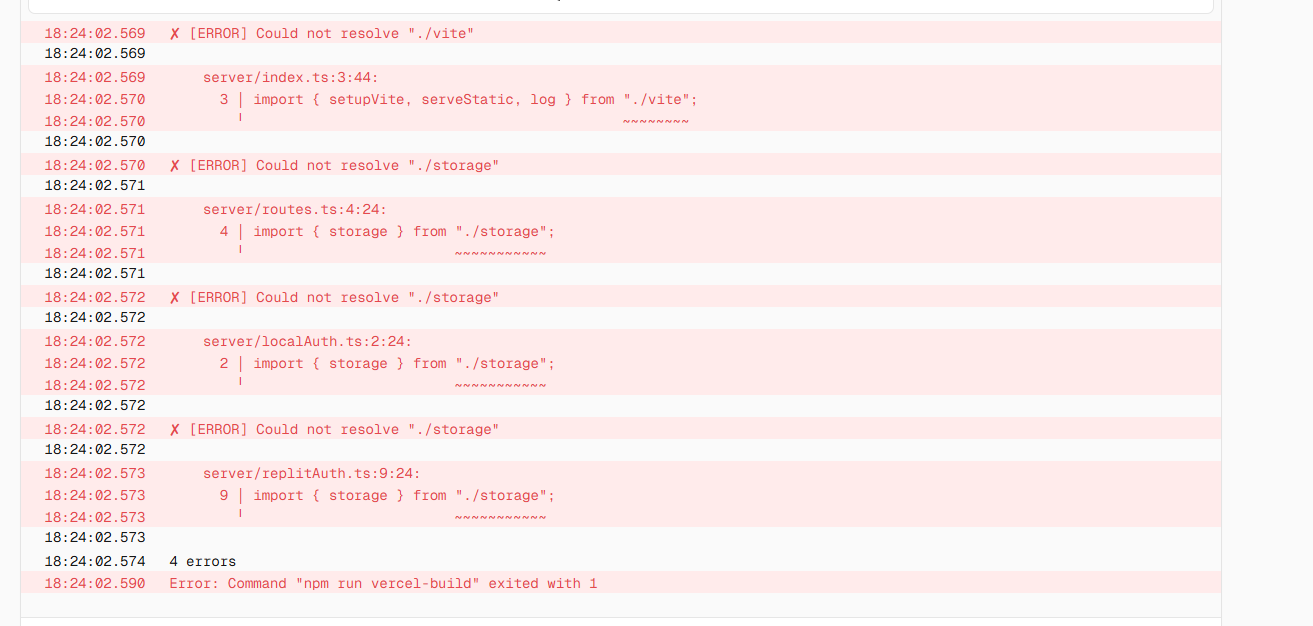 18:24:02.569 ✗ [ERROR] Could not resolve "./vite"
18:24:02.569
18:24:02.569 server/index.ts:3:44:
18:24:02.570 3 │ import { setupVite, serveStatic, log } from "./vite";
18:24:02.570 ╵ ~~~~~~~~
18:24:02.570
18:24:02.570 ✗ [ERROR] Could not resolve "./storage"
18:24:02.571
18:24:02.571 server/routes.ts:4:24:
18:24:02.571 4 │ import { storage } from "./storage";
18:24:02.571 ╵ ~~~~~~~~~~~
18:24:02.571
18:24:02.572 ✗ [ERROR] Could not resolve "./storage"
18:24:02.572
18:24:02.572 server/localAuth.ts:2:24:
18:24:02.572 2 │ import { storage } from "./storage";
18:24:02.572 ╵ ~~~~~~~~~~~
18:24:02.572
18:24:02.572 ✗ [ERROR] Could not resolve "./storage"
18:24:02.572
18:24:02.573 server/replitAuth.ts:9:24:
18:24:02.573 9 │ import { storage } from "./storage";
18:24:02.573 ╵ ~~~~~~~~~~~
18:24:02.573
18:24:02.574 4 errors
18:24:02.590 Error: Command "npm run vercel-build" exited with 1